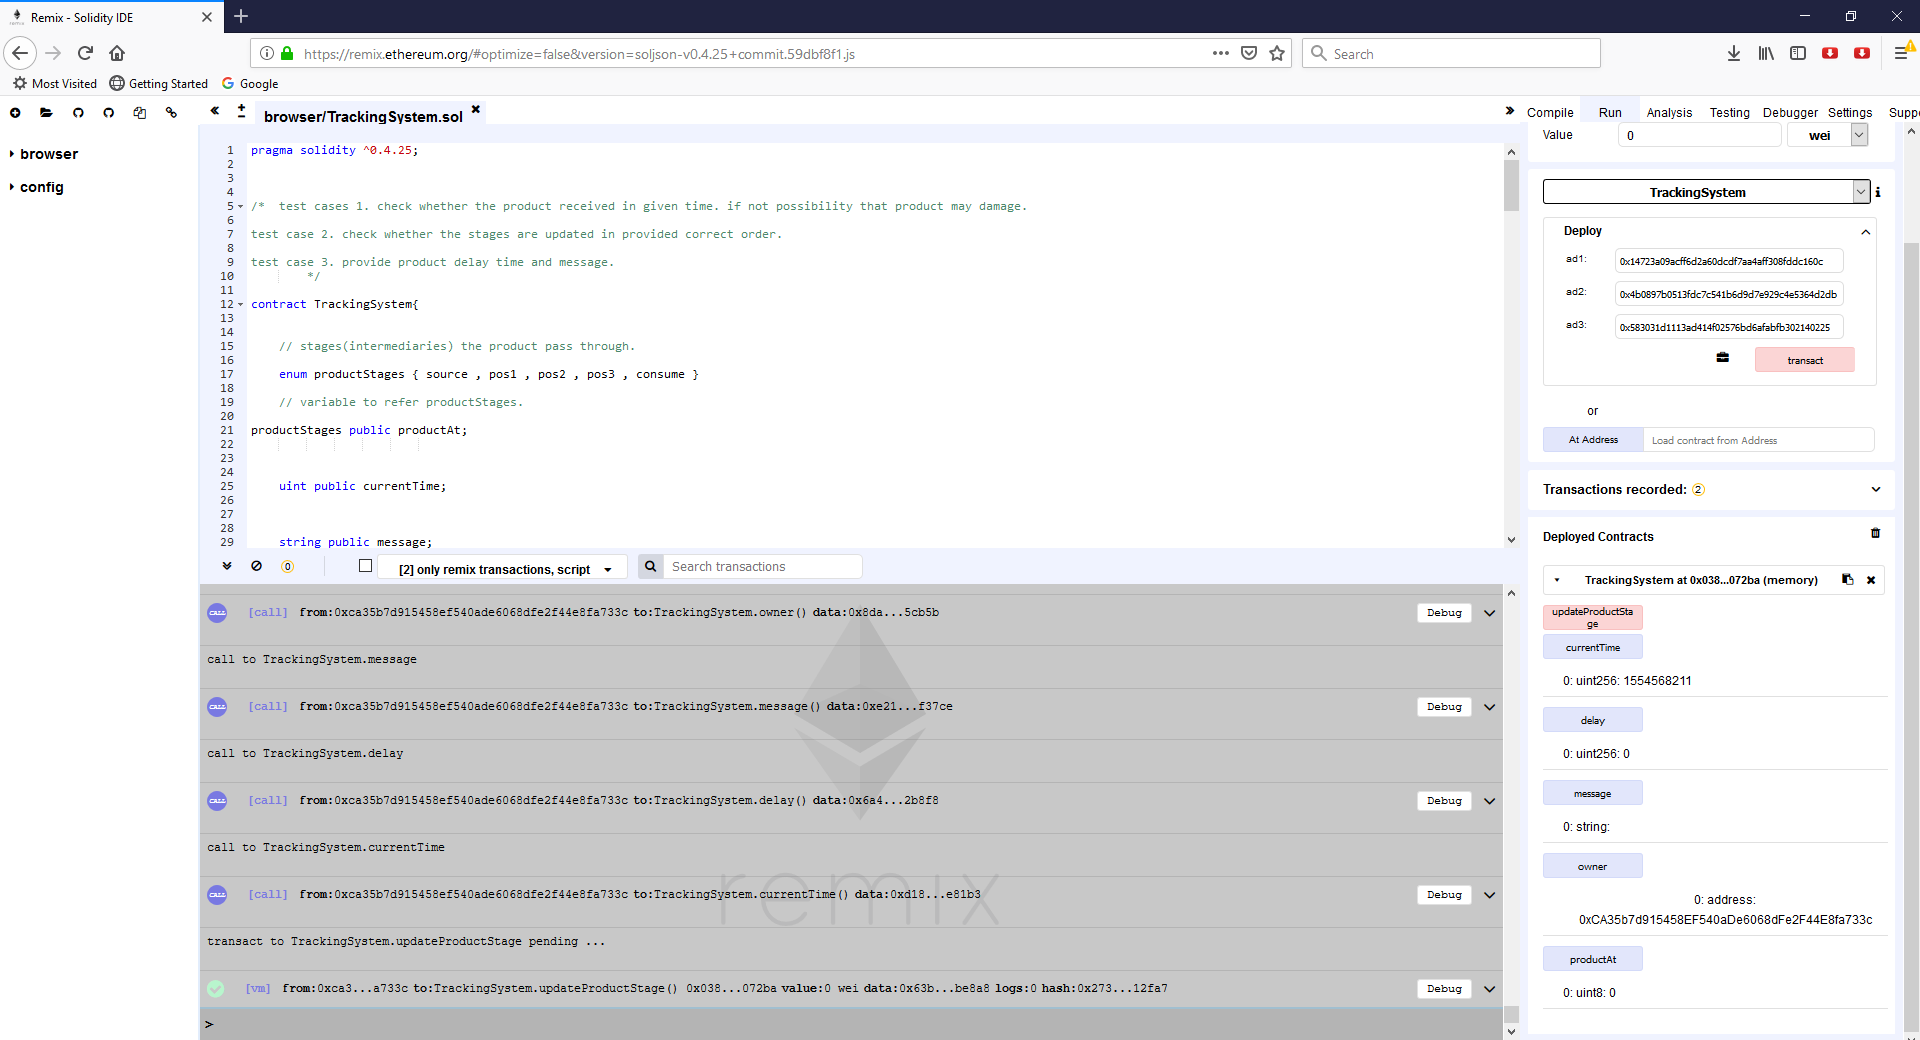 Remix - Solidity IDE
https://remix.ethereum.org/#optimize=false&version=soljson-v0.4.25+commit.59dbf8f1.js
Search
Most Visited
Getting Started
Google
browser/TrackingSystem.sol
Compile
Run
Analysis
Testing
Debugger
Settings
Suppo
browser
config
1 pragma solidity ^0.4.25;
2
3
4
5 /*  test cases 1. check whether the product received in given time. if not possibility that product may damage.
6
7 test case 2. check whether the stages are updated in provided correct order.
8
9 test case 3. provide product delay time and message.
10         */
11
12 contract TrackingSystem{
13
14
15     // stages(intermediaries) the product pass through.
16
17     enum productStages { source , pos1 , pos2 , pos3 , consume }
18
19     // variable to refer productStages.
20
21 productStages public productAt;
22
23
24
25     uint public currentTime;
26
27
28
29     string public message;
0
[2] only remix transactions, script
Search transactions
CALL [call] from:0xca35b7d915458ef540ade6068dfe2f44e8fa733c to:TrackingSystem.owner() data:0x8da...5cb5b Debug
call to TrackingSystem.message
CALL [call] from:0xca35b7d915458ef540ade6068dfe2f44e8fa733c to:TrackingSystem.message() data:0xe21...f37ce Debug
call to TrackingSystem.delay
CALL [call] from:0xca35b7d915458ef540ade6068dfe2f44e8fa733c to:TrackingSystem.delay() data:0x6a4...2b8f8 Debug
call to TrackingSystem.currentTime
CALL [call] from:0xca35b7d915458ef540ade6068dfe2f44e8fa733c to:TrackingSystem.currentTime() data:0xd18...e81b3 Debug
remix
transact to TrackingSystem.updateProductStage pending ...
[vm] from:0xca3...a733c to:TrackingSystem.updateProductStage() 0x038...072ba value:0 wei data:0x63b...be8a8 logs:0 hash:0x273...12fa7 Debug
>
Value
0
wei
TrackingSystem
Deploy
ad1: 0x14723a09acff6d2a60dcdf7aa4aff308fddc160c
ad2: 0x4b0897b0513fdc7c541b6d9d7e929c4e5364d2db
ad3: 0x583031d1113ad414f02576bd6afabfb302140225
transact
or
At Address
Load contract from Address
Transactions recorded: 2
Deployed Contracts
TrackingSystem at 0x038...072ba (memory)
updateProductSta
ge
currentTime
0: uint256: 1554568211
delay
0: uint256: 0
message
0: string:
owner
0: address:
0xCA35b7d915458EF540aDe6068dFe2F44E8fa733c
productAt
0: uint8: 0